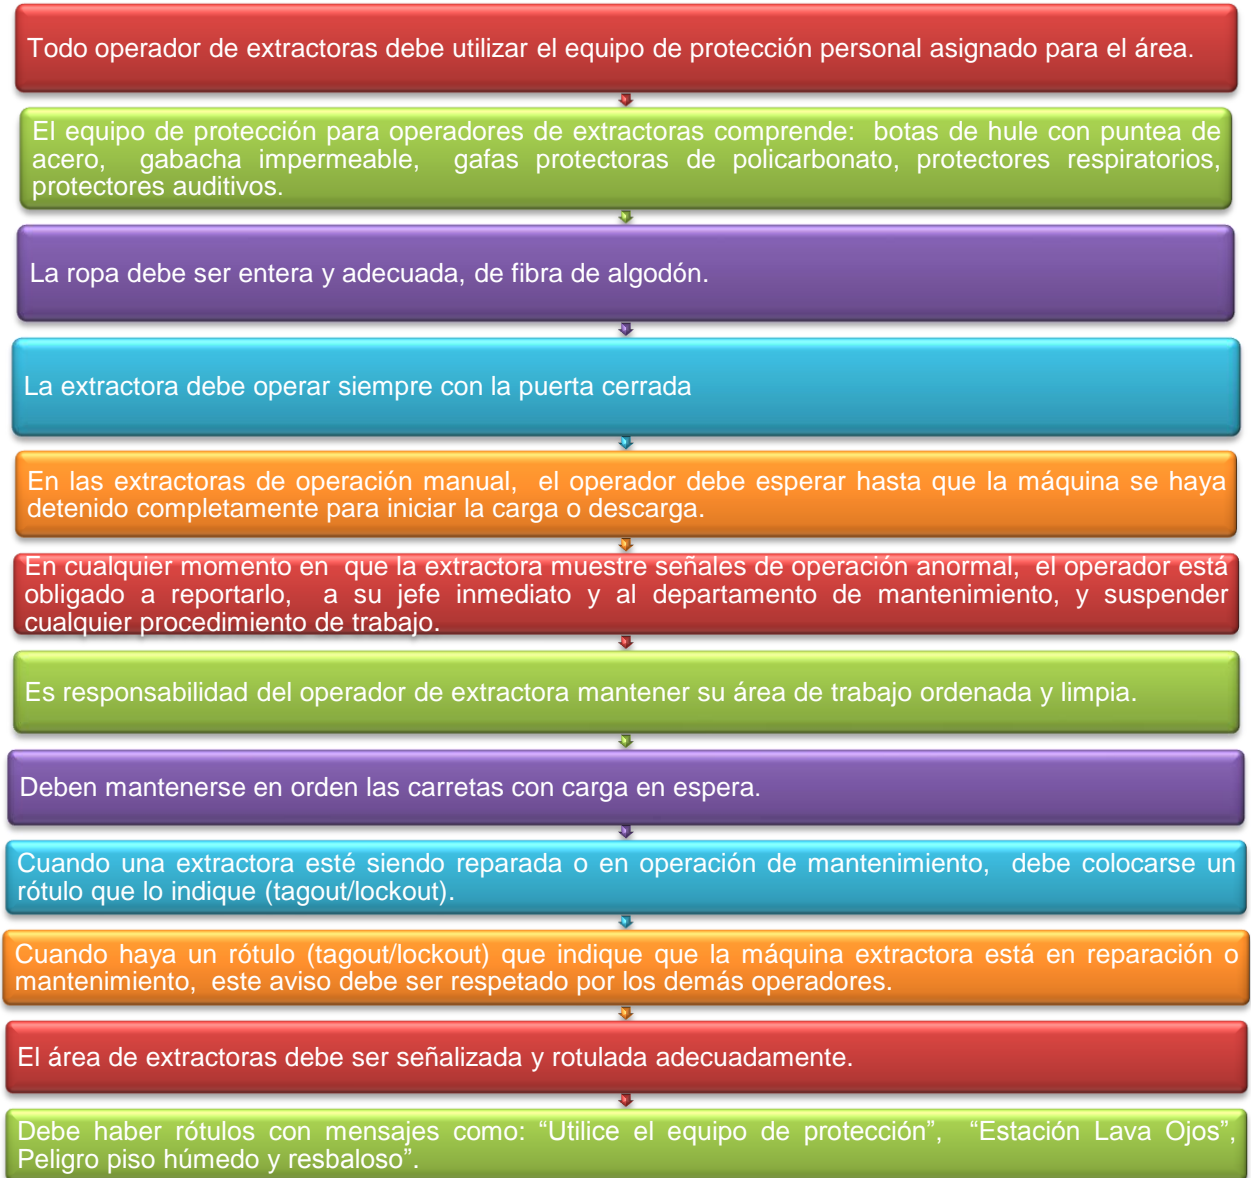 Todo operador de extractoras debe utilizar el equipo de protección personal asignado para el área.
El equipo de protección para operadores de extractoras comprende: botas de hule con puntea de
acero, gabacha impermeable, gafas protectoras de policarbonato, protectores respiratorios,
protectores auditivos.
La ropa debe ser entera y adecuada, de fibra de algodón.
La extractora debe operar siempre con la puerta cerrada
En las extractoras de operación manual, el operador debe esperar hasta que la máquina se haya
detenido completamente para iniciar la carga o descarga.
En cualquier momento en que la extractora muestre señales de operación anormal, el operador está
obligado a reportarlo, a su jefe inmediato y al departamento de mantenimiento, y suspender
cualquier procedimiento de trabajo.
Es responsabilidad del operador de extractora mantener su área de trabajo ordenada y limpia.
Deben mantenerse en orden las carretas con carga en espera.
Cuando una extractora esté siendo reparada o en operación de mantenimiento, debe colocarse un
rótulo que lo indique (tagout/lockout).
Cuando haya un rótulo (tagout/lockout) que indique que la máquina extractora está en reparación o
mantenimiento, este aviso debe ser respetado por los demás operadores.
El área de extractoras debe ser señalizada y rotulada adecuadamente.
Debe haber rótulos con mensajes como: “Utilice el equipo de protección”, “Estación Lava Ojos”,
Peligro piso húmedo y resbaloso”.